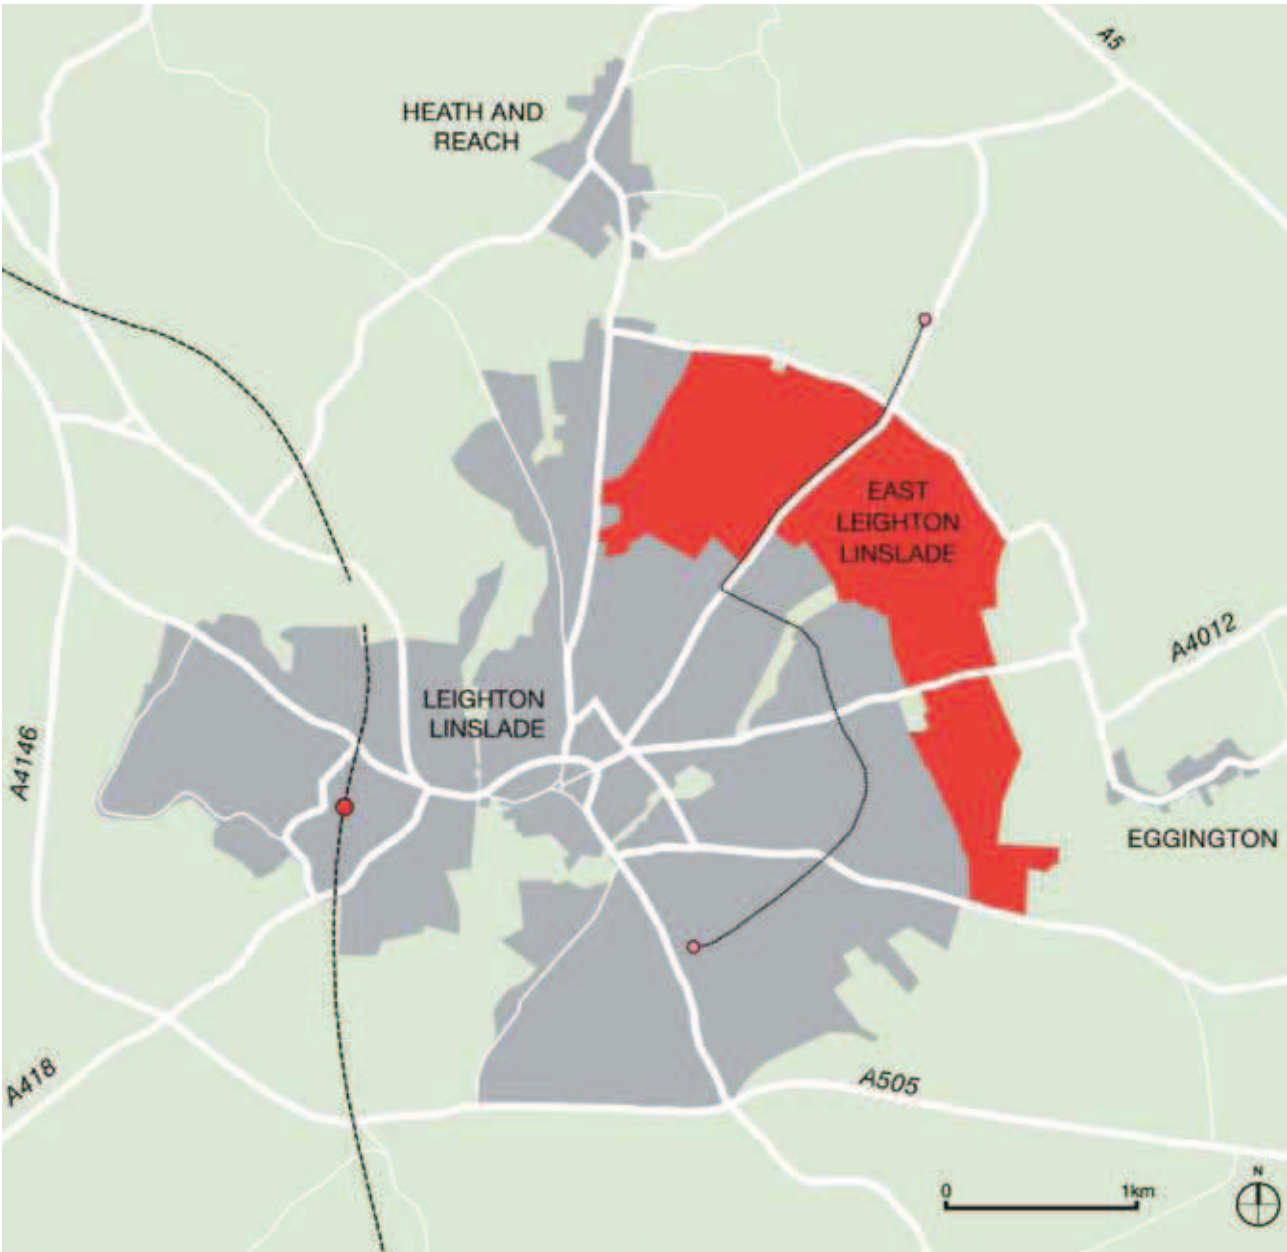 A5
HEATH AND
REACH
EAST
LEIGHTON
LINSLADE
A4012
LEIGHTON
LINSLADE
A4146
EGGINGTON
A418
A505
N
0 1km